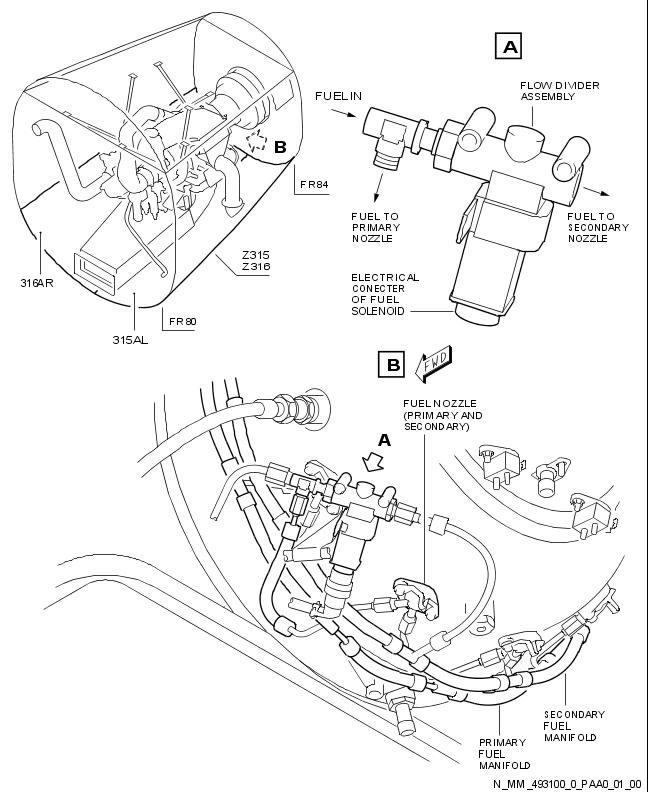 A
FUEL IN
FLOW DIVIDER
ASSEMBLY
B
FR84
FUEL TO
PRIMARY
NOZZLE
FUEL TO
SECONDARY
NOZZLE
Z315
Z316
316AR
ELECTRICAL
CONECTER
OF FUEL
SOLENOID
FR80
315AL
B
FWD
FUEL NOZZLE
(PRIMARY AND
SECONDARY)
A
SECONDARY
FUEL
MANIFOLD
PRIMARY
FUEL
MANIFOLD
N_MM_493100_0_PAA0_01_00